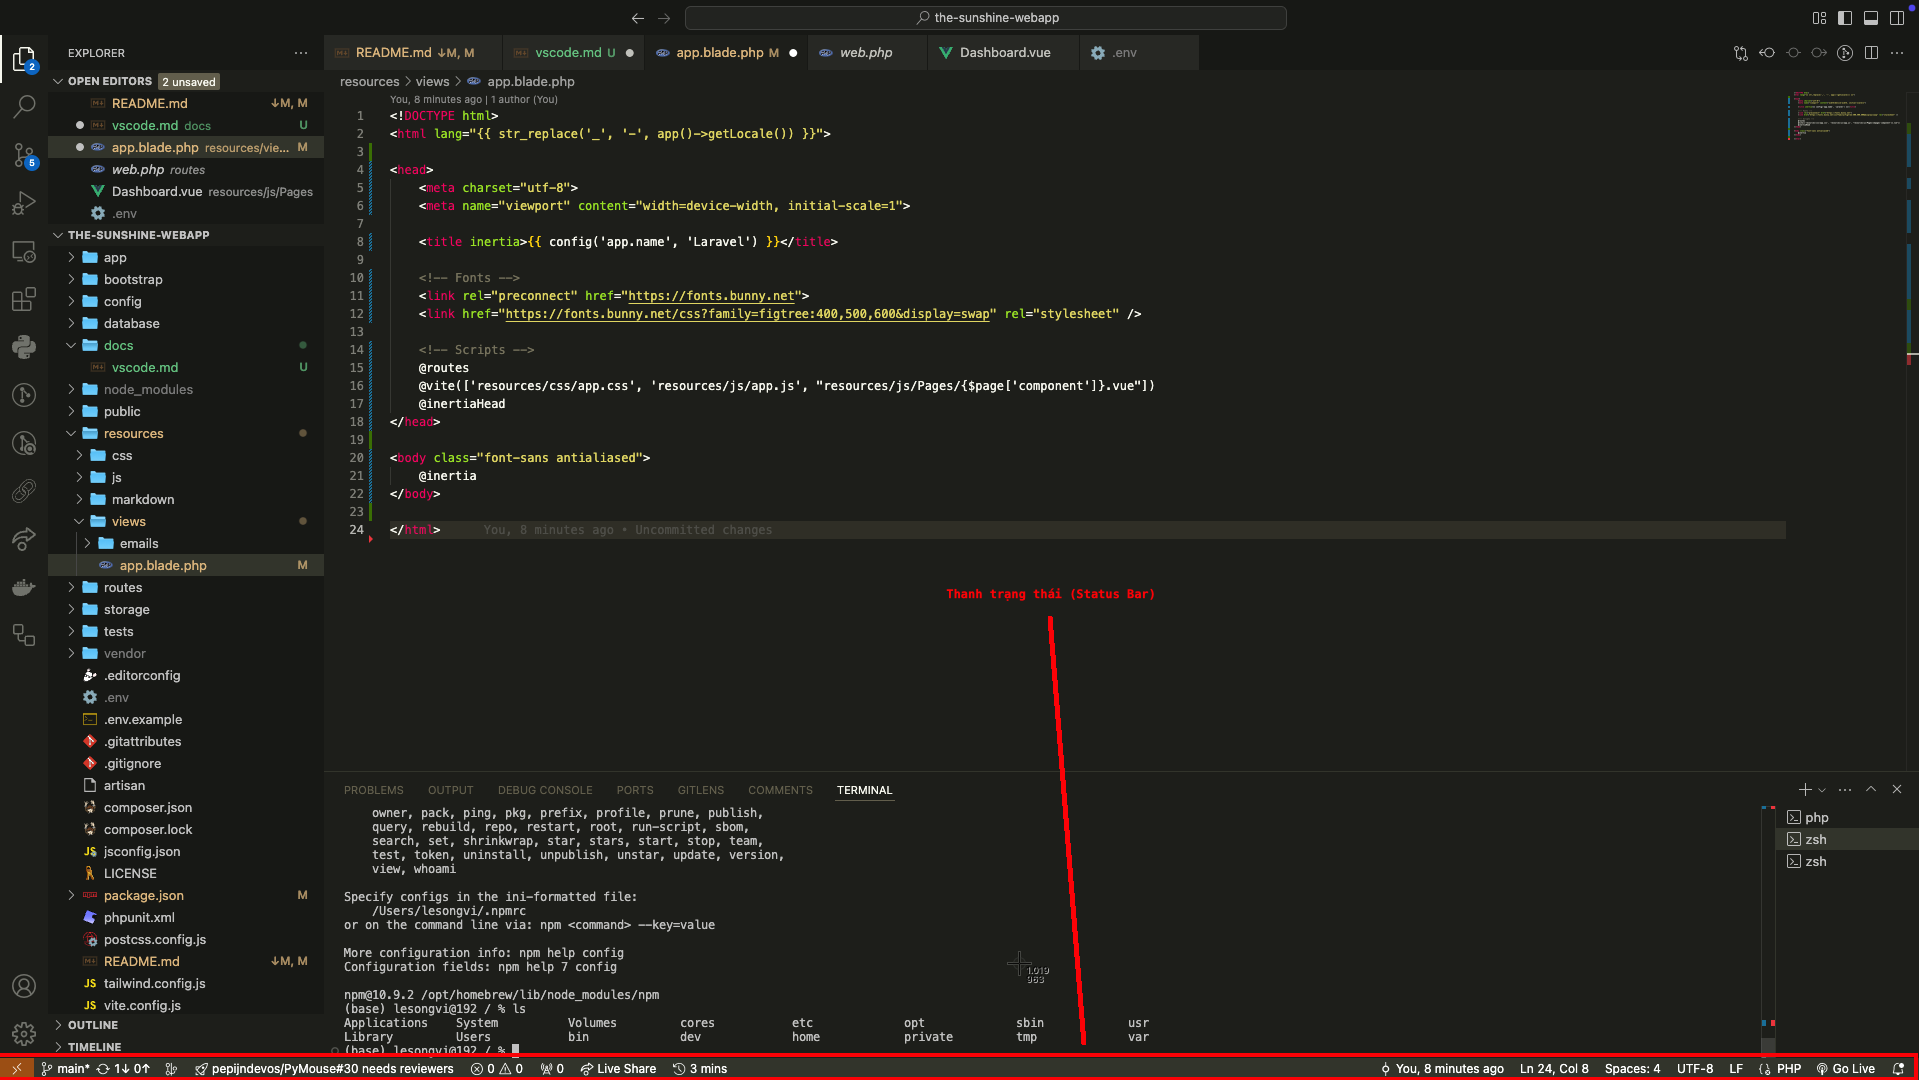 the-sunshine-webapp
EXPLORER
OPEN EDITORS 2 unsaved
README.md ↓M, M
vscode.md docs U
app.blade.php resources/vie... M
web.php routes
Dashboard.vue resources/js/Pages
.env
THE-SUNSHINE-WEBAPP
app
bootstrap
config
database
docs
vscode.md U
node_modules
public
resources
css
js
markdown
views
emails
app.blade.php M
routes
storage
tests
vendor
.editorconfig
.env
.env.example
.gitattributes
.gitignore
artisan
composer.json
composer.lock
jsconfig.json
LICENSE
package.json M
phpunit.xml
postcss.config.js
README.md ↓M, M
tailwind.config.js
vite.config.js
OUTLINE
TIMELINE
2
5
README.md ↓M, M vscode.md U app.blade.php M web.php Dashboard.vue .env
resources > views > app.blade.php
You, 8 minutes ago | 1 author (You)
1 <!DOCTYPE html>
2 <html lang="{{ str_replace('_', '-', app()->getLocale()) }}">
3
4 <head>
5 <meta charset="utf-8">
6 <meta name="viewport" content="width=device-width, initial-scale=1">
7
8 <title inertia>{{ config('app.name', 'Laravel') }}</title>
9
10 <!-- Fonts -->
11 <link rel="preconnect" href="https://fonts.bunny.net">
12 <link href="https://fonts.bunny.net/css?family=figtree:400,500,600&display=swap" rel="stylesheet" />
13
14 <!-- Scripts -->
15 @routes
16 @vite(['resources/css/app.css', 'resources/js/app.js', "resources/js/Pages/{$page['component']}.vue"])
17 @inertiaHead
18 </head>
19
20 <body class="font-sans antialiased">
21 @inertia
22 </body>
23
24 </html> You, 8 minutes ago • Uncommitted changes
Thanh trạng thái (Status Bar)
PROBLEMS OUTPUT DEBUG CONSOLE PORTS GITLENS COMMENTS TERMINAL
owner, pack, ping, pkg, prefix, profile, prune, publish,
query, rebuild, repo, restart, root, run-script, sbom,
search, set, shrinkwrap, star, stars, start, stop, team,
test, token, uninstall, unpublish, unstar, update, version,
view, whoami
Specify configs in the ini-formatted file:
/Users/lesongvi/.npmrc
or on the command line via: npm <command> --key=value
More configuration info: npm help config
Configuration fields: npm help 7 config
npm@10.9.2 /opt/homebrew/lib/node_modules/npm
(base) lesongvi@192 / % ls
Applications System Volumes cores etc opt sbin usr
Library Users bin dev home private tmp var
(base) lesongvi@192 / %
1.019
963
php
zsh
zsh
main* 1↓ 0↑ pepijndevos/PyMouse#30 needs reviewers 0 0 0 Live Share 3 mins You, 8 minutes ago Ln 24, Col 8 Spaces: 4 UTF-8 LF PHP Go Live